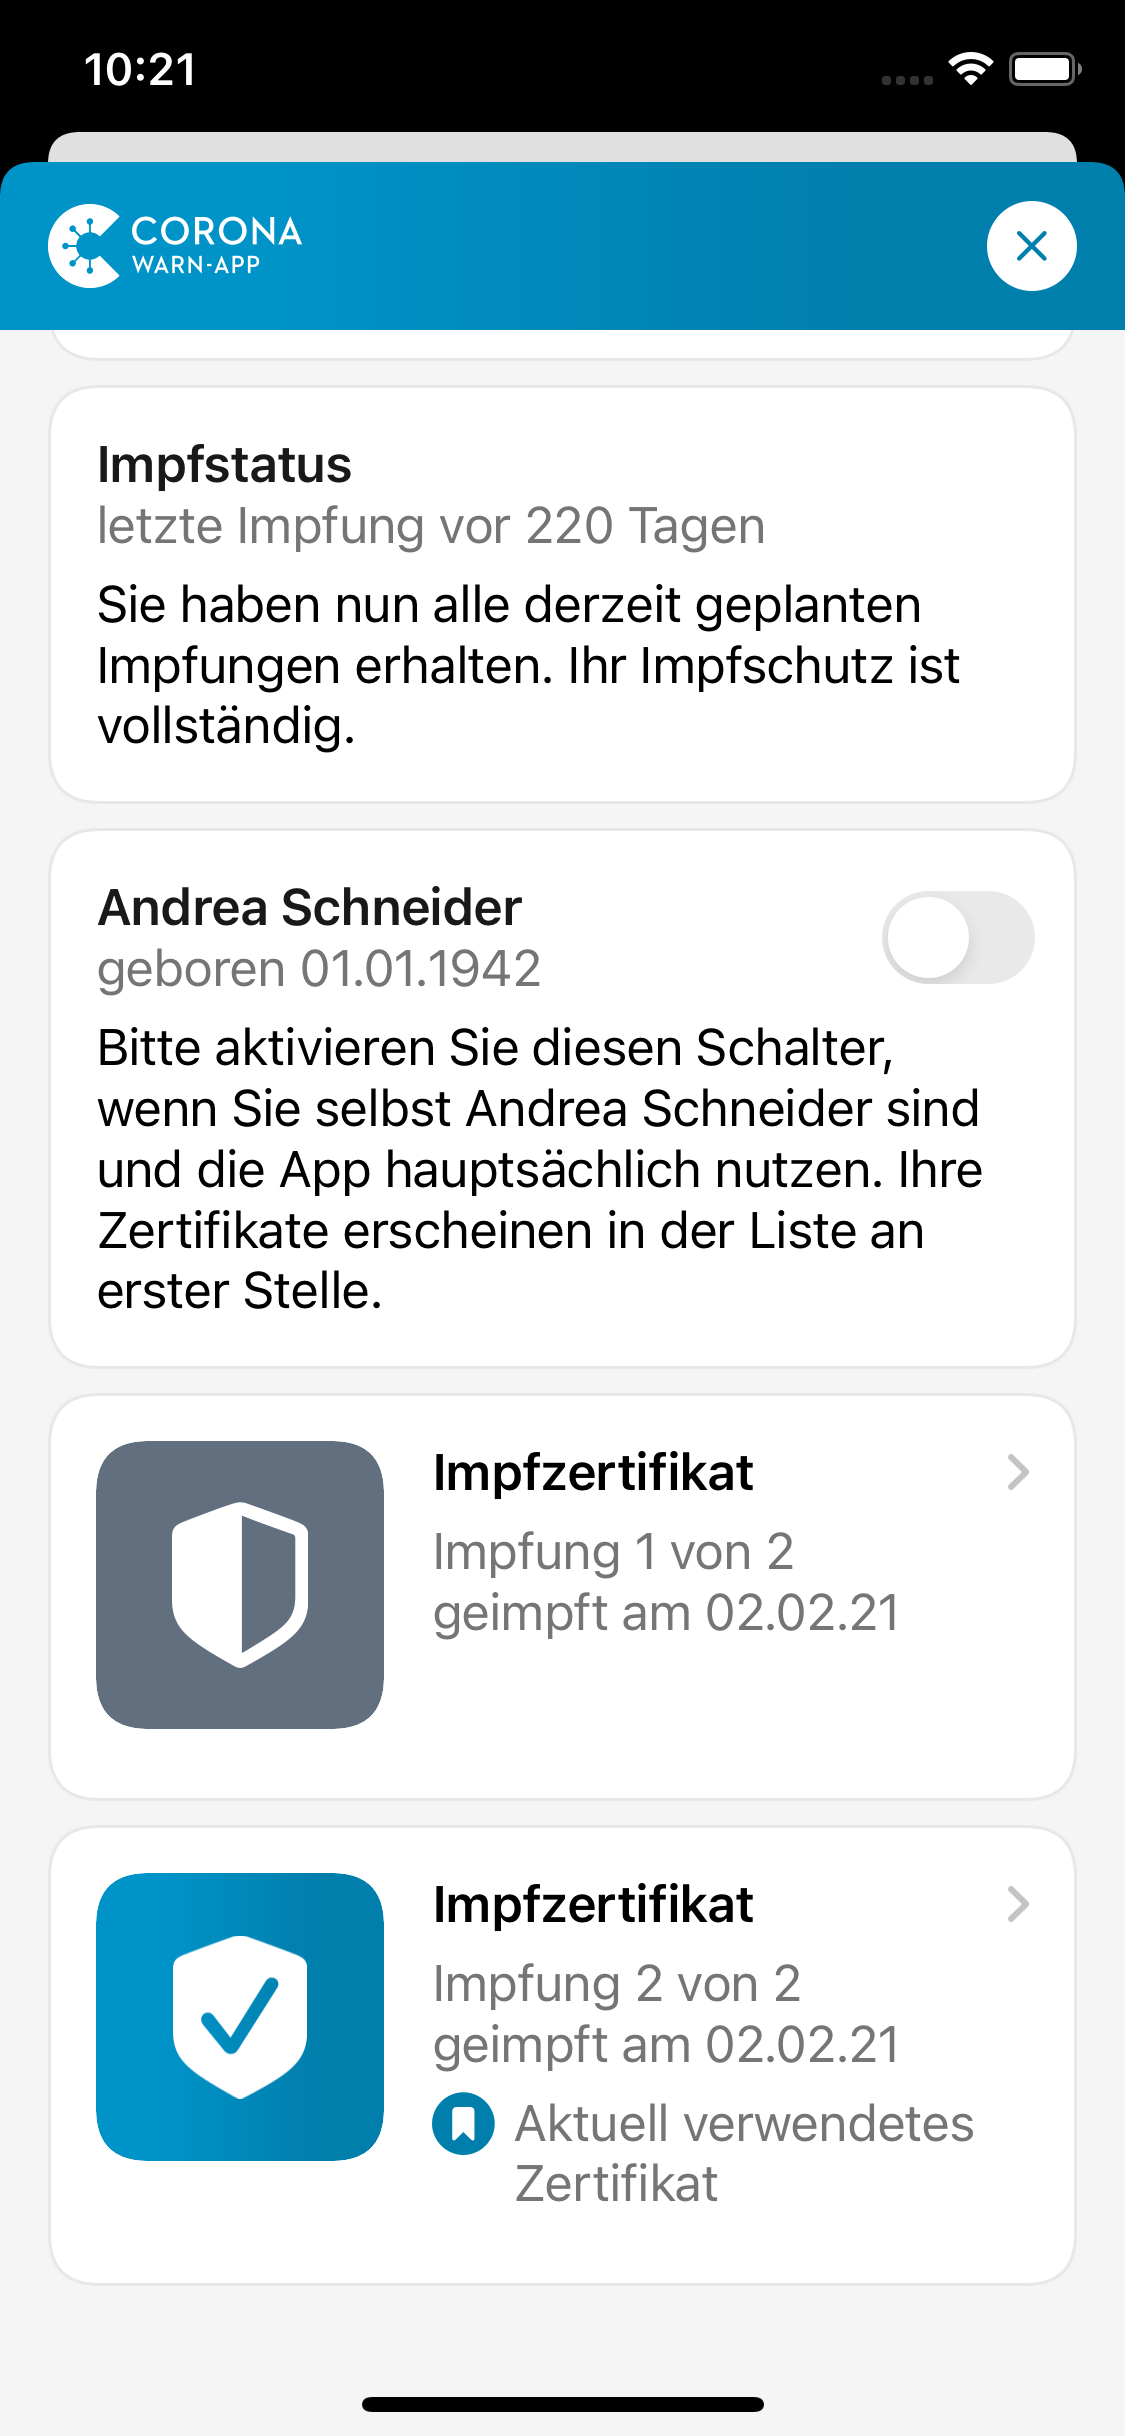 10:21
CORONA
WARN-APP
Impfstatus
letzte Impfung vor 220 Tagen
Sie haben nun alle derzeit geplanten
Impfungen erhalten. Ihr Impfschutz ist
vollständig.
Andrea Schneider
geboren 01.01.1942
Bitte aktivieren Sie diesen Schalter,
wenn Sie selbst Andrea Schneider sind
und die App hauptsächlich nutzen. Ihre
Zertifikate erscheinen in der Liste an
erster Stelle.
Impfzertifikat
Impfung 1 von 2
geimpft am 02.02.21
Impfzertifikat
Impfung 2 von 2
geimpft am 02.02.21
Aktuell verwendetes
Zertifikat